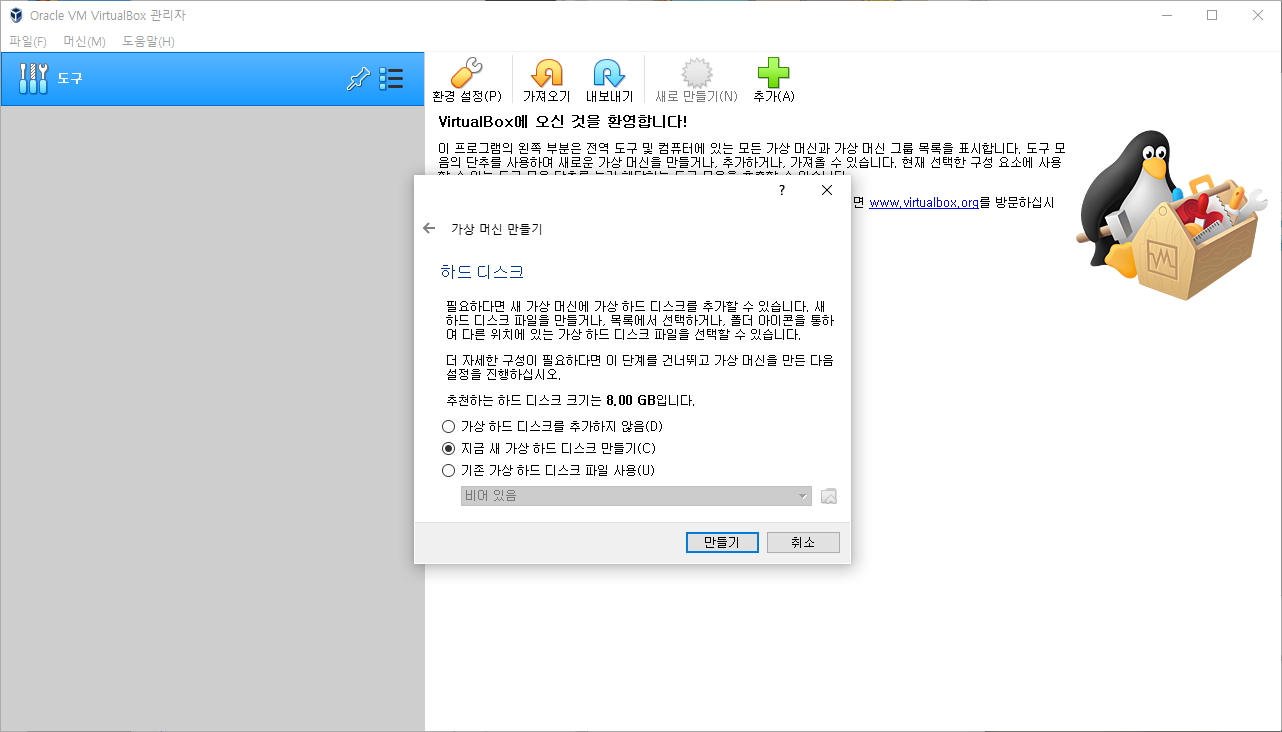 Oracle VM VirtualBox 관리자
파일(F) 머신(M) 도움말(H)
도구
환경 설정(P) 가져오기 내보내기 새로 만들기(N) 추가(A)
VirtualBox에 오신 것을 환영합니다!
이 프로그램의 왼쪽 부분은 전역 도구 및 컴퓨터에 있는 모든 가상 머신과 가상 머신 그룹 목록을 표시합니다. 도구 모
음의 단추를 사용하여 새로운 가상 머신을 만들거나, 추가하거나, 가져올 수 있습니다. 현재 선택한 구성 요소에 사용
면 www.virtualbox.org를 방문하십시
?
가상 머신 만들기
하드 디스크
필요하다면 새 가상 머신에 가상 하드 디스크를 추가할 수 있습니다. 새
하드 디스크 파일을 만들거나, 목록에서 선택하거나, 폴더 아이콘을 통하
여 다른 위치에 있는 가상 하드 디스크 파일을 선택할 수 있습니다.
더 자세한 구성이 필요하다면 이 단계를 건너뛰고 가상 머신을 만든 다음
설정을 진행하십시오.
추천하는 하드 디스크 크기는 8.00 GB입니다.
가상 하드 디스크를 추가하지 않음(D)
지금 새 가상 하드 디스크 만들기(C)
기존 가상 하드 디스크 파일 사용(U)
비어 있음
만들기 취소